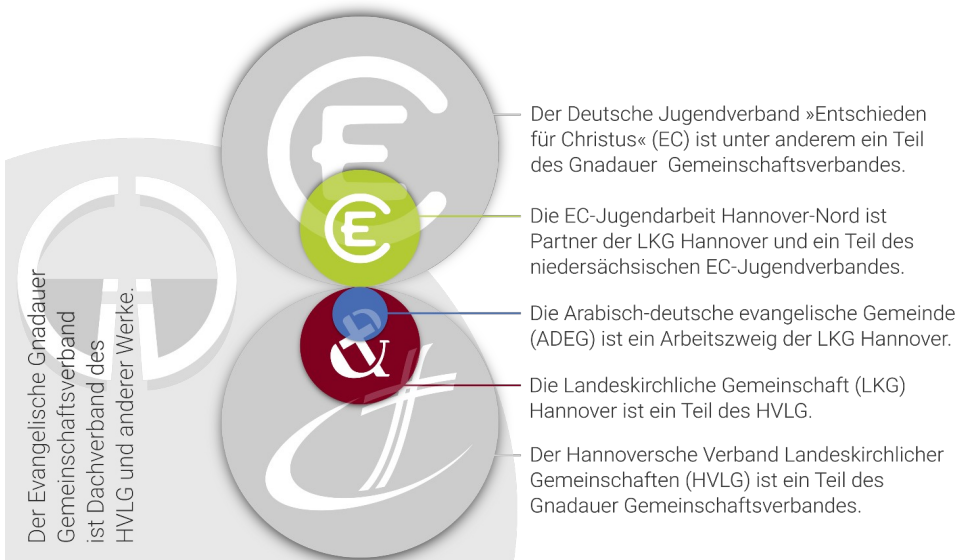 Der Deutsche Jugendverband »Entschieden
für Christus« (EC) ist unter anderem ein Teil
des Gnadauer Gemeinschaftsverbandes.
Die EC-Jugendarbeit Hannover-Nord ist
Partner der LKG Hannover und ein Teil des
niedersächsischen EC-Jugendverbandes.
Die Arabisch-deutsche evangelische Gemeinde
(ADEG) ist ein Arbeitszweig der LKG Hannover.
Die Landeskirchliche Gemeinschaft (LKG)
Hannover ist ein Teil des HVLG.
Der Hannoversche Verband Landeskirchlicher
Gemeinschaften (HVLG) ist ein Teil des
Gnadauer Gemeinschaftsverbandes.
Der Evangelische Gnadauer
Gemeinschaftsverband
ist Dachverband des
HVLG und anderer Werke.
EC
EC
&